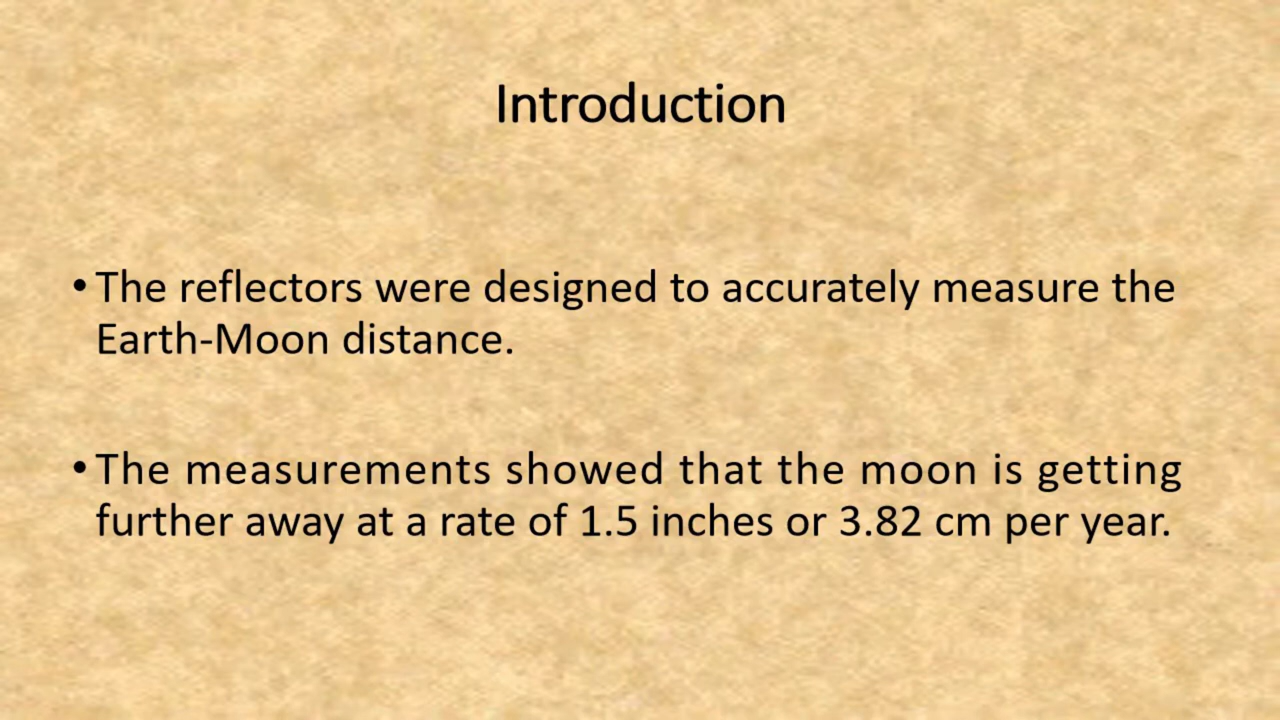 Introduction
• The reflectors were designed to accurately measure the
Earth-Moon distance.
• The measurements showed that the moon is getting
further away at a rate of 1.5 inches or 3.82 cm per year.